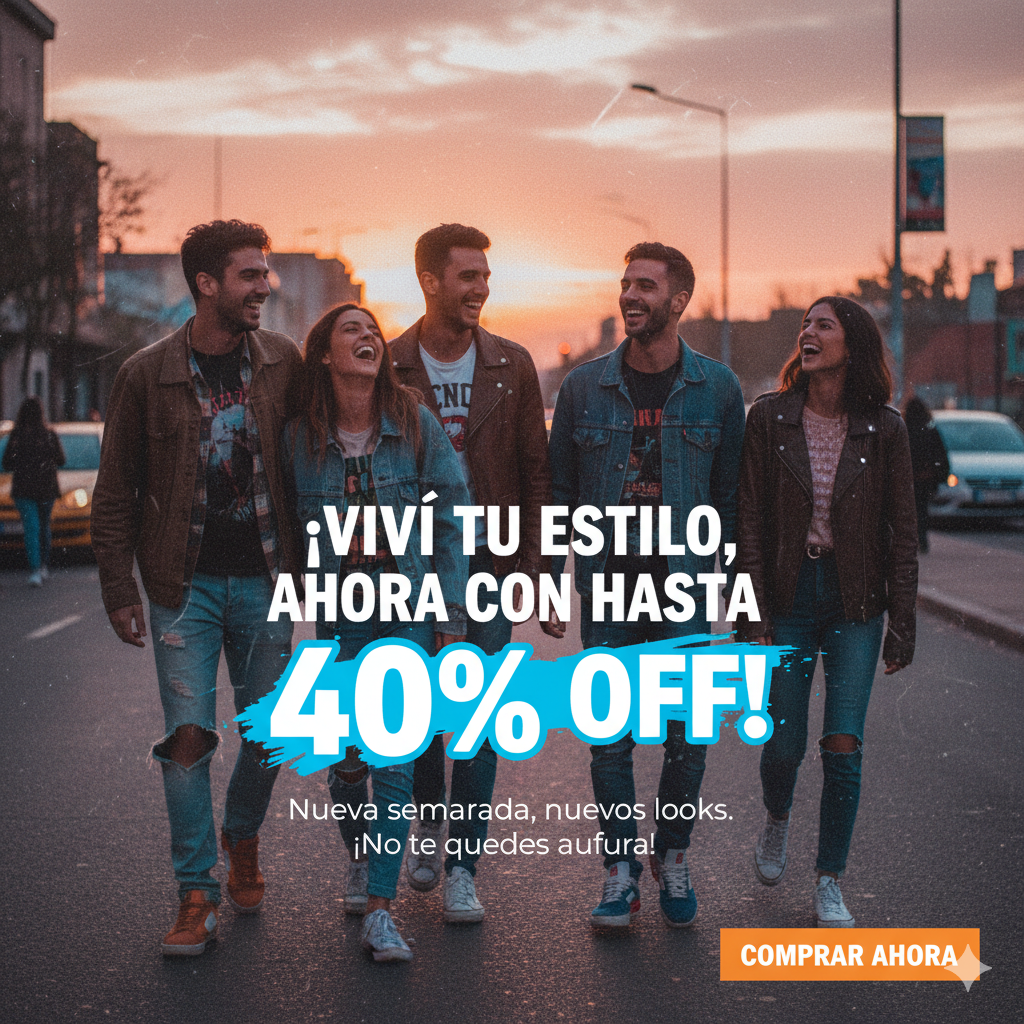 ¡VIVÍ TU ESTILO,
AHORA CON HASTA
40% OFF!
Nueva semarada, nuevos looks.
¡No te quedes aufura!
COMPRAR AHORA